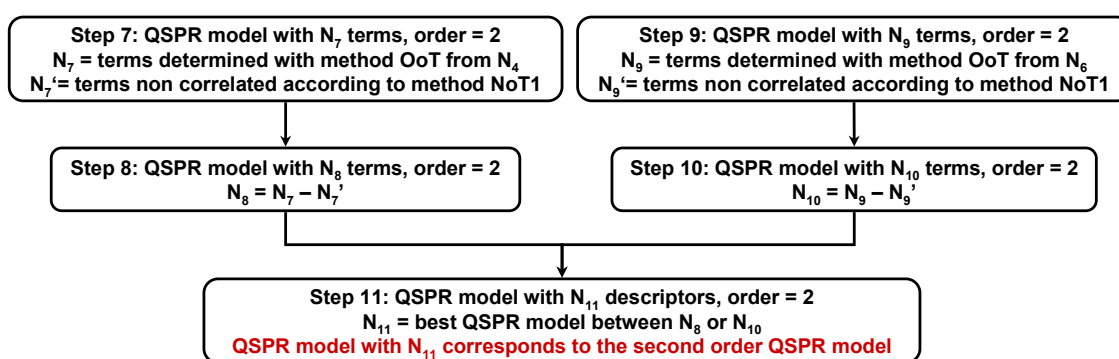 Step 7: QSPR model with N₇ terms, order = 2
N₇ = terms determined with method OoT from N₄
N₇‘= terms non correlated according to method NoT1
Step 9: QSPR model with N₉ terms, order = 2
N₉ = terms determined with method OoT from N₆
N₉‘= terms non correlated according to method NoT1
Step 8: QSPR model with N₈ terms, order = 2
N₈ = N₇ – N₇’
Step 10: QSPR model with N₁₀ terms, order = 2
N₁₀ = N₉ – N₉’
Step 11: QSPR model with N₁₁ descriptors, order = 2
N₁₁ = best QSPR model between N₈ or N₁₀
QSPR model with N₁₁ corresponds to the second order QSPR model